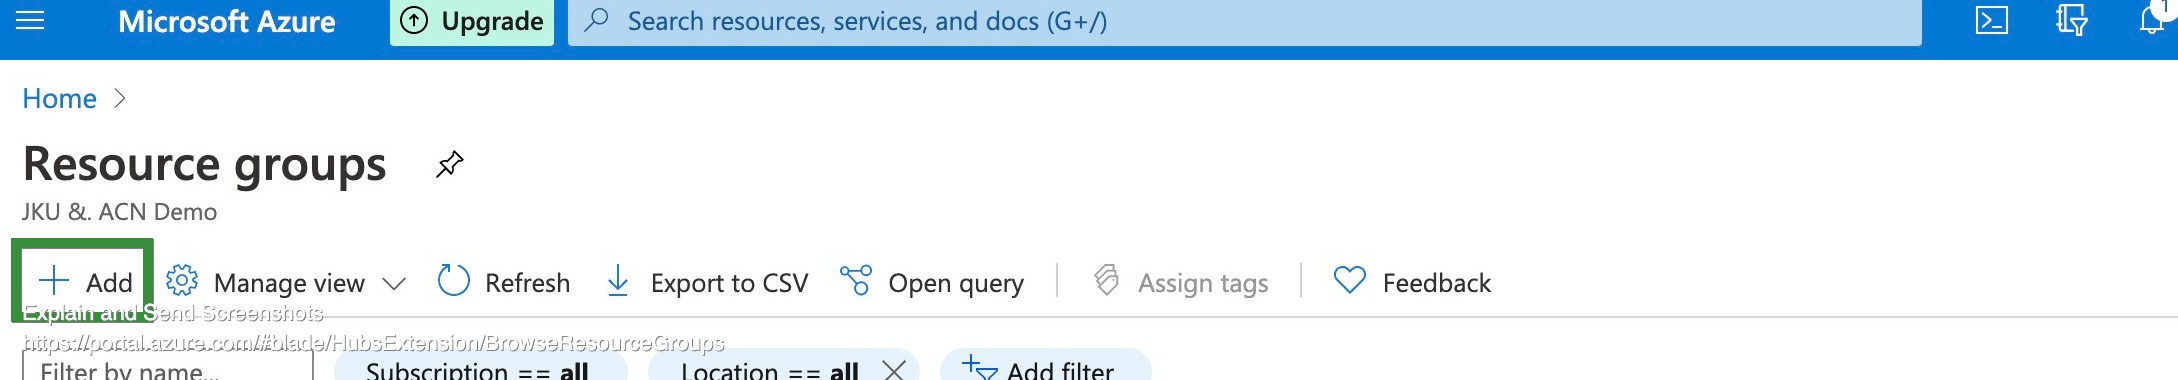 Microsoft Azure Upgrade Search resources, services, and docs (G+/) 1
Home >
Resource groups
JKU &. ACN Demo
+ Add Manage view Refresh Export to CSV Open query Assign tags Feedback
Explain and Send Screenshots
https://portal.azure.com/#blade/HubsExtension/BrowseResourceGroups
Filter by name... Subscription == all Location == all Add filter